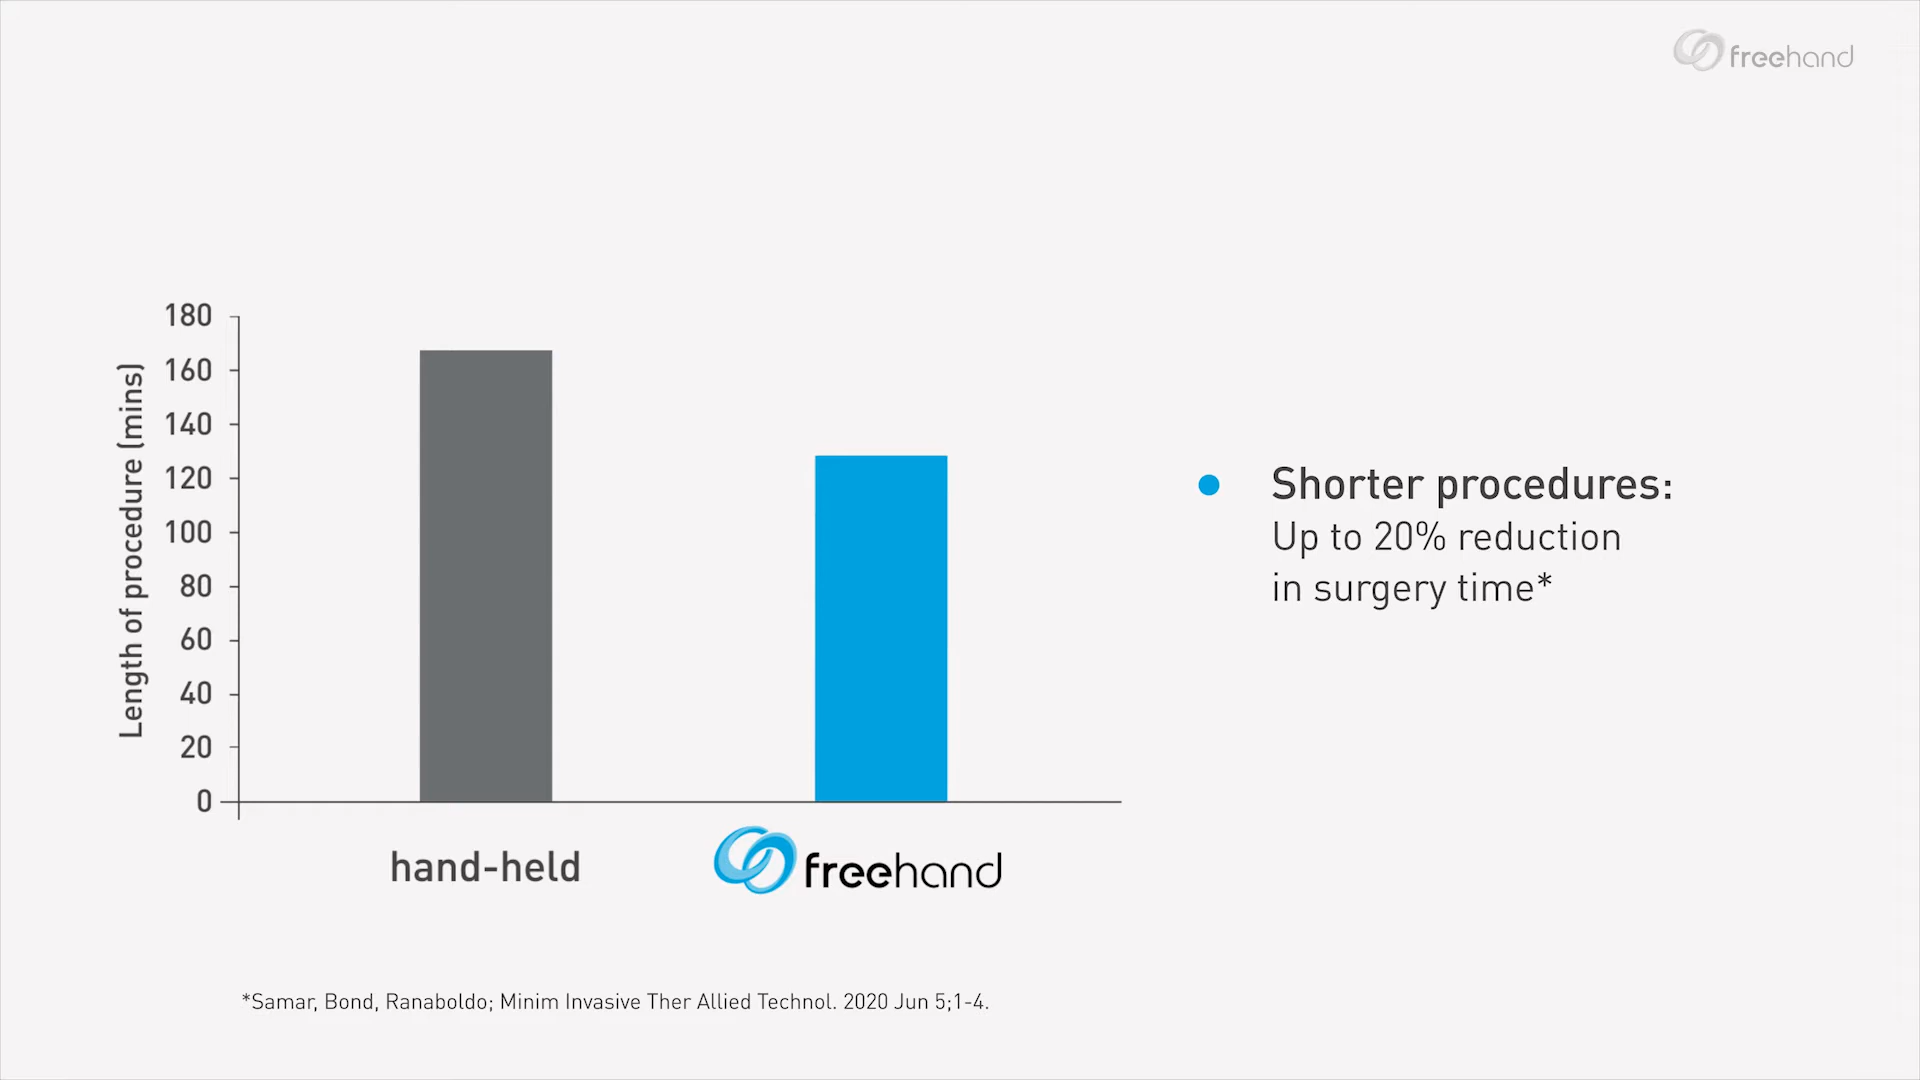 freehand
180
160
140
120
100
80
60
40
20
0
Length of procedure (mins)
hand-held
freehand
Shorter procedures:
Up to 20% reduction
in surgery time*
*Samar, Bond, Ranaboldo; Minim Invasive Ther Allied Technol. 2020 Jun 5;1-4.